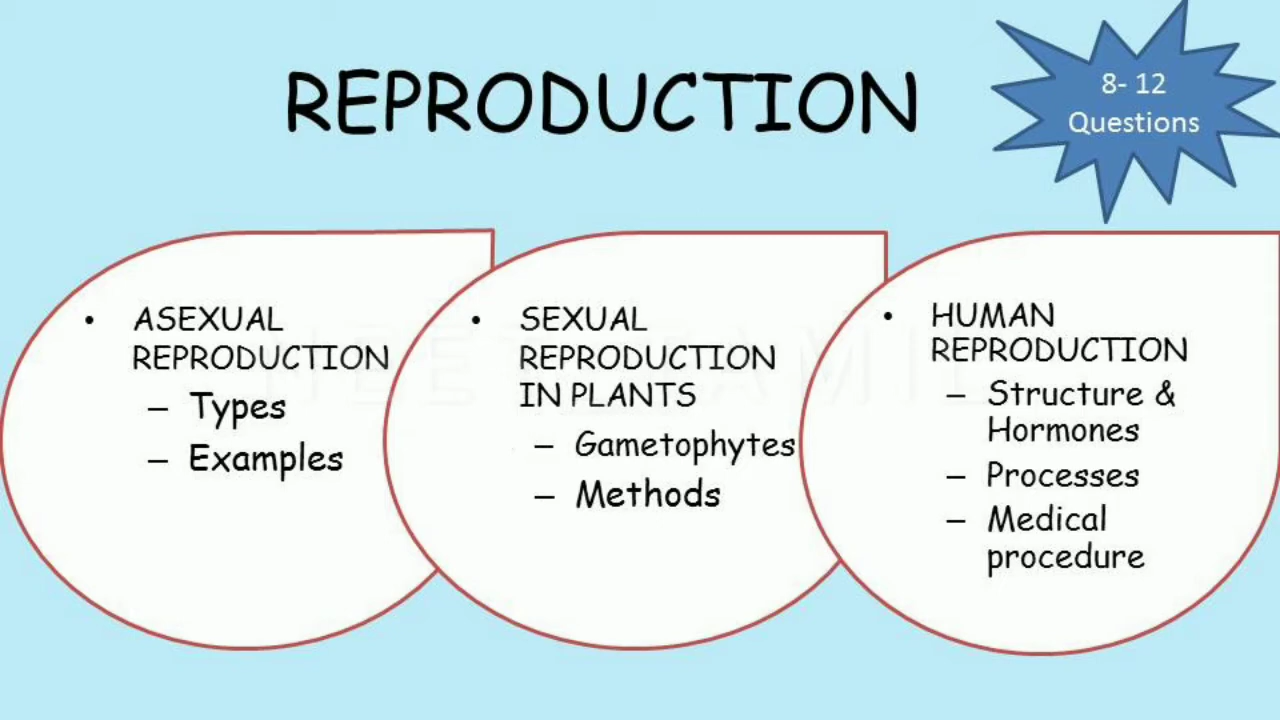 REPRODUCTION
8- 12
Questions
• ASEXUAL
REPRODUCTION
– Types
– Examples
• SEXUAL
REPRODUCTION
IN PLANTS
– Gametophytes
– Methods
• HUMAN
REPRODUCTION
– Structure &
Hormones
– Processes
– Medical
procedure